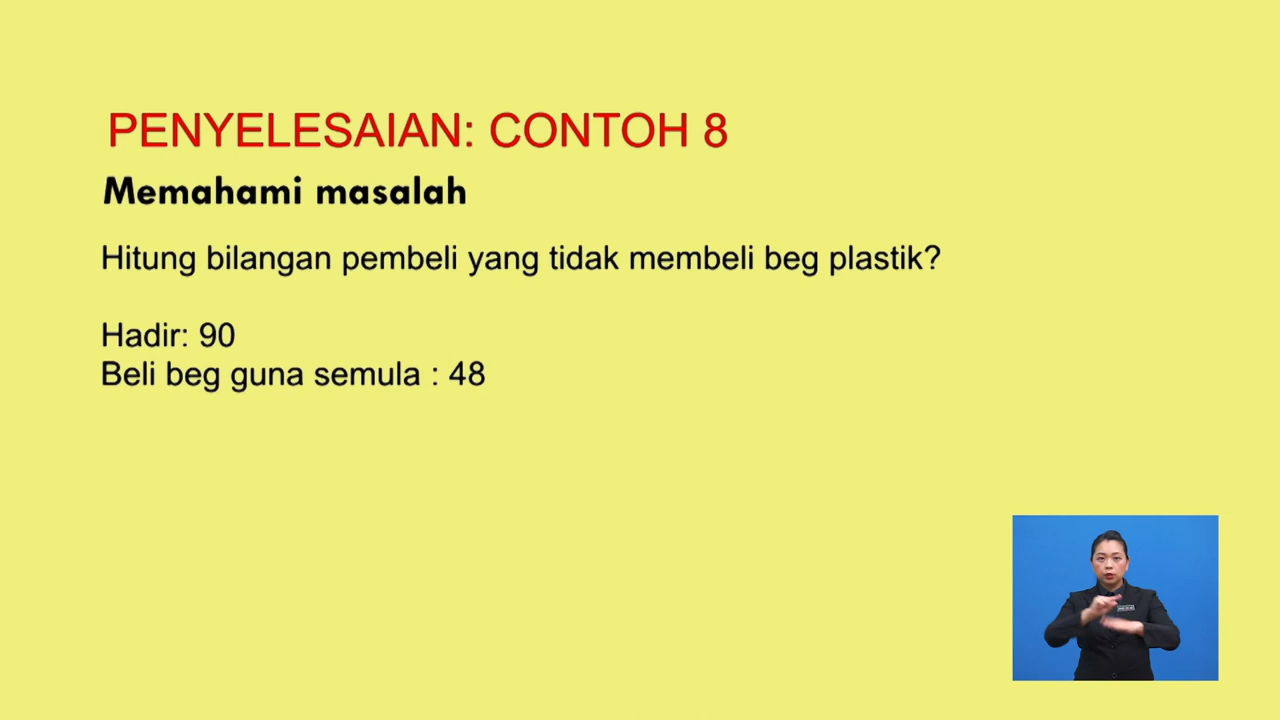 PENYELESAIAN: CONTOH 8
Memahami masalah
Hitung bilangan pembeli yang tidak membeli beg plastik?
Hadir: 90
Beli beg guna semula : 48